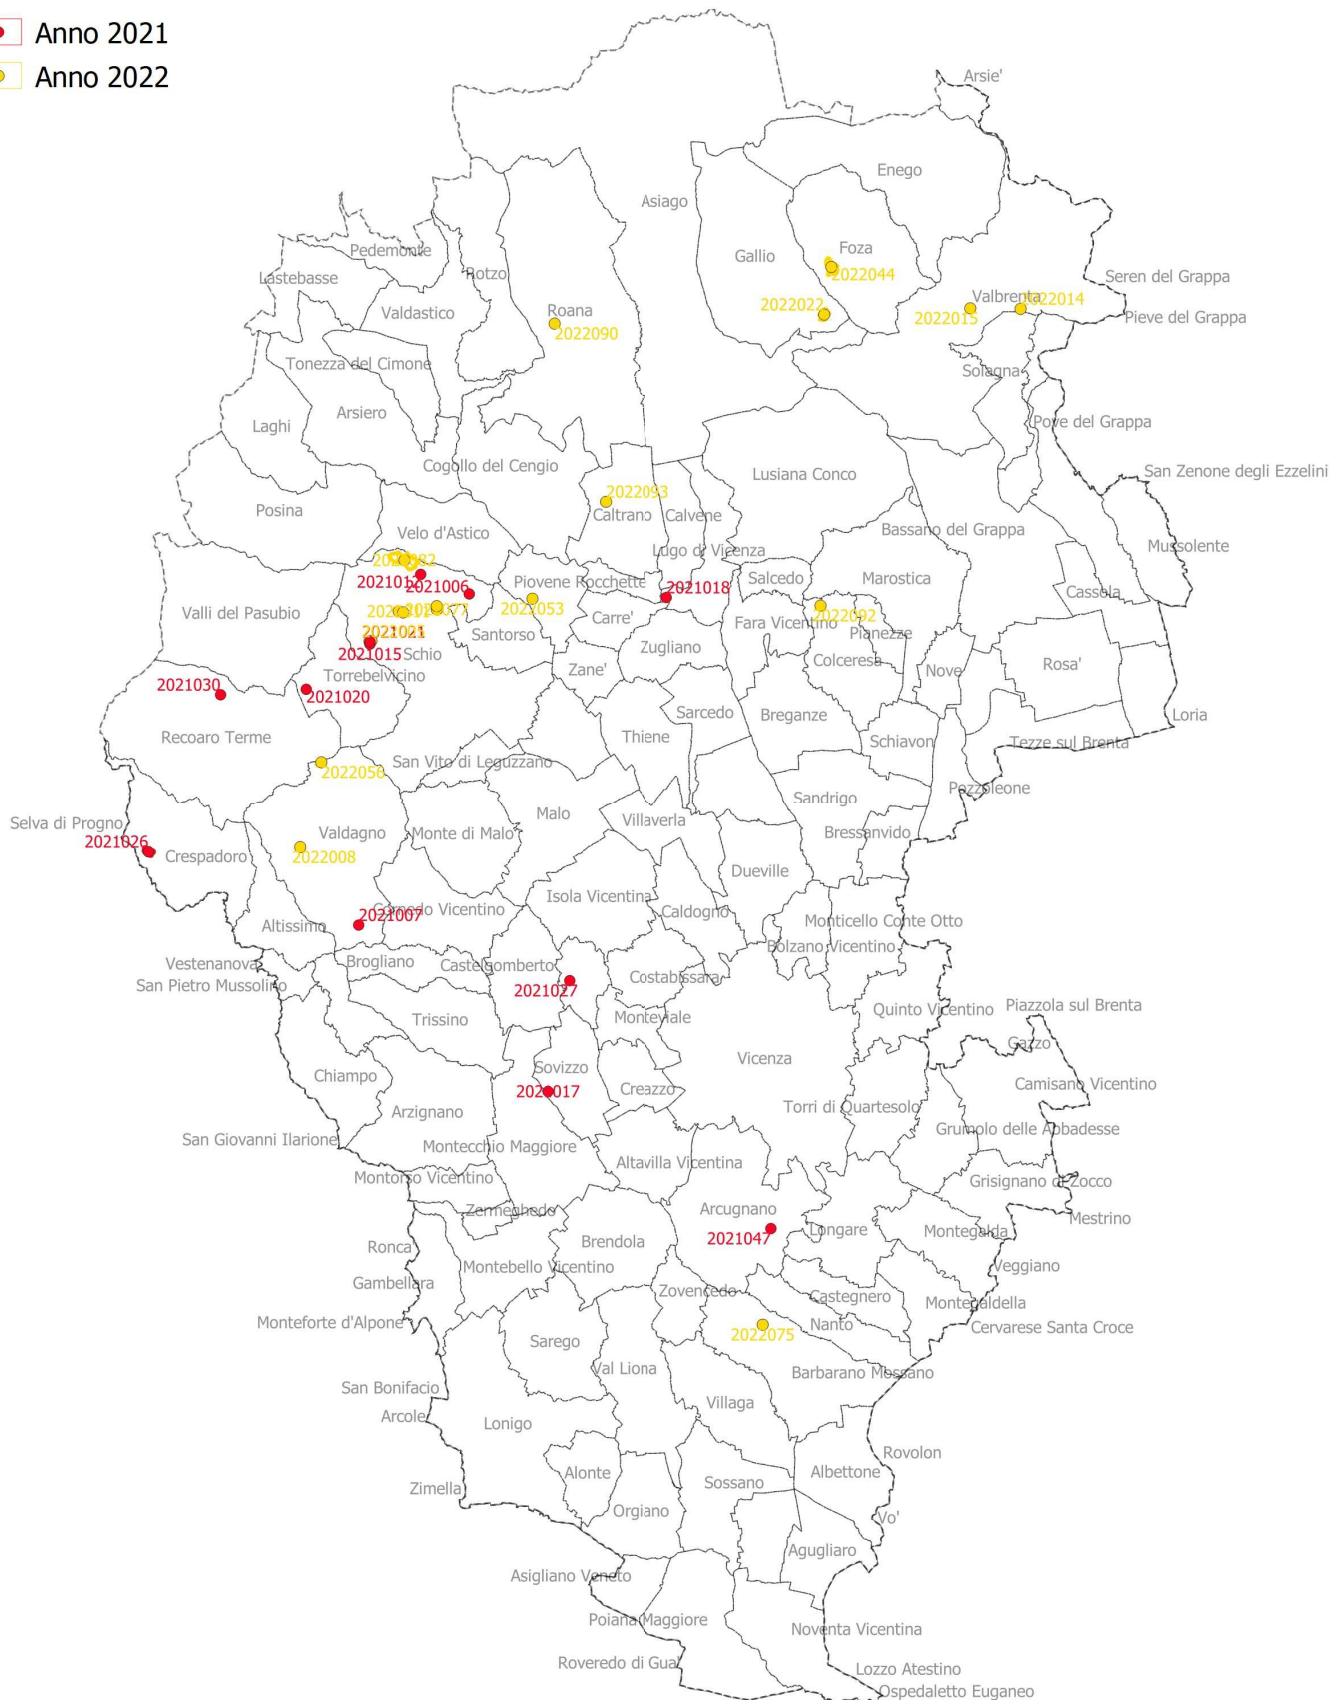 Anno 2021
Anno 2022
Arsie'
Enego
Asiago
Foza
Pedemonte
Gallio
2022044
Rotzo
Lastebasse
Seren del Grappa
Valbrenta
2022014
2022022
Roana
Valdastico
2022015
Pieve del Grappa
2022090
Tonezza del Cimone
Solagna
Arsiero
Laghi
Pove del Grappa
Cogollo del Cengio
San Zenone degli Ezzelini
Lusiana Conco
2022093
Posina
Caltrano
Calvene
Velo d'Astico
Bassano del Grappa
Mussolente
Lugo di Vicenza
2021006
Piovene Rocchette
2021018
Salcedo
Marostica
Cassola
2022053
Valli del Pasubio
2022092
Carre'
Fara Vicentino
Santorso
Pianezze
Zugliano
2021015
Schio
Colceresa
Rosa'
Zane'
Nove
Torrebelvicino
2021030
2021020
Sarcedo
Breganze
Loria
Recoaro Terme
Thiene
Schiavon
Tezze sul Brenta
San Vito di Leguzzano
2022056
Pozzoleone
Sandrigo
Malo
Selva di Progno
Villaverla
Valdagno
Monte di Malo
Bressanvido
2021026
Crespadoro
2022008
Dueville
Isola Vicentina
Cornedo Vicentino
Caldogno
2021007
Altissimo
Monticello Conte Otto
Bolzano Vicentino
Vestenanova
Brogliano
Castelgomberto
Costabissara
San Pietro Mussolino
2021027
Piazzola sul Brenta
Quinto Vicentino
Trissino
Monteviale
Gazzo
Vicenza
Sovizzo
Chiampo
Camisano Vicentino
Creazzo
2021017
Torri di Quartesolo
Arzignano
Grumolo delle Abbadesse
San Giovanni Ilarione
Montecchio Maggiore
Altavilla Vicentina
Montorso Vicentino
Grisignano di Zocco
Zermeghedo
Arcugnano
Mestrino
Longare
Montegalda
2021047
Brendola
Ronca'
Montebello Vicentino
Veggiano
Gambellara
Zovencedo
Castegnero
Montegaldella
Monteforte d'Alpone
Nanto
Cervarese Santa Croce
2022075
Sarego
Val Liona
Barbarano Mossano
San Bonifacio
Villaga
Arcole
Lonigo
Rovolon
Alonte
Albettone
Sossano
Zimella
Orgiano
Vo'
Agugliaro
Asigliano Veneto
Poiana Maggiore
Noventa Vicentina
Roveredo di Gua'
Lozzo Atestino
Ospedaletto Euganeo